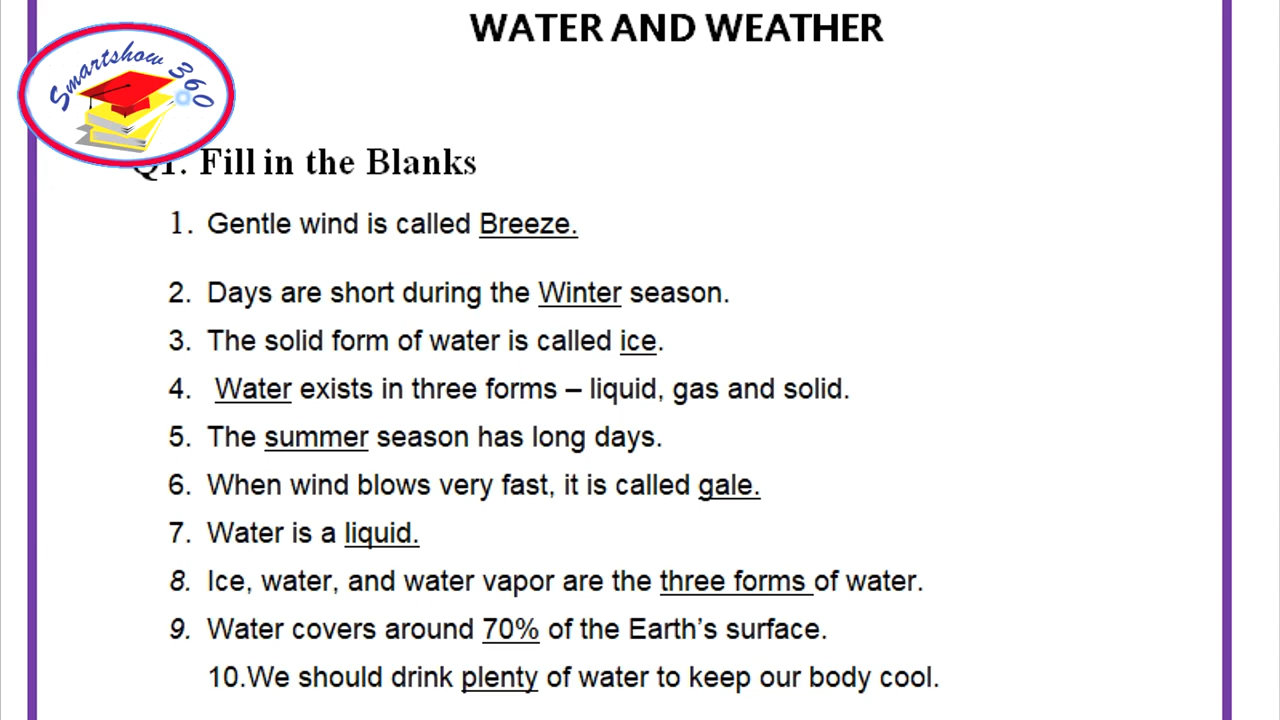 WATER AND WEATHER
Smartshow 360
Q1. Fill in the Blanks
1. Gentle wind is called Breeze.
2. Days are short during the Winter season.
3. The solid form of water is called ice.
4. Water exists in three forms – liquid, gas and solid.
5. The summer season has long days.
6. When wind blows very fast, it is called gale.
7. Water is a liquid.
8. Ice, water, and water vapor are the three forms of water.
9. Water covers around 70% of the Earth’s surface.
10.We should drink plenty of water to keep our body cool.